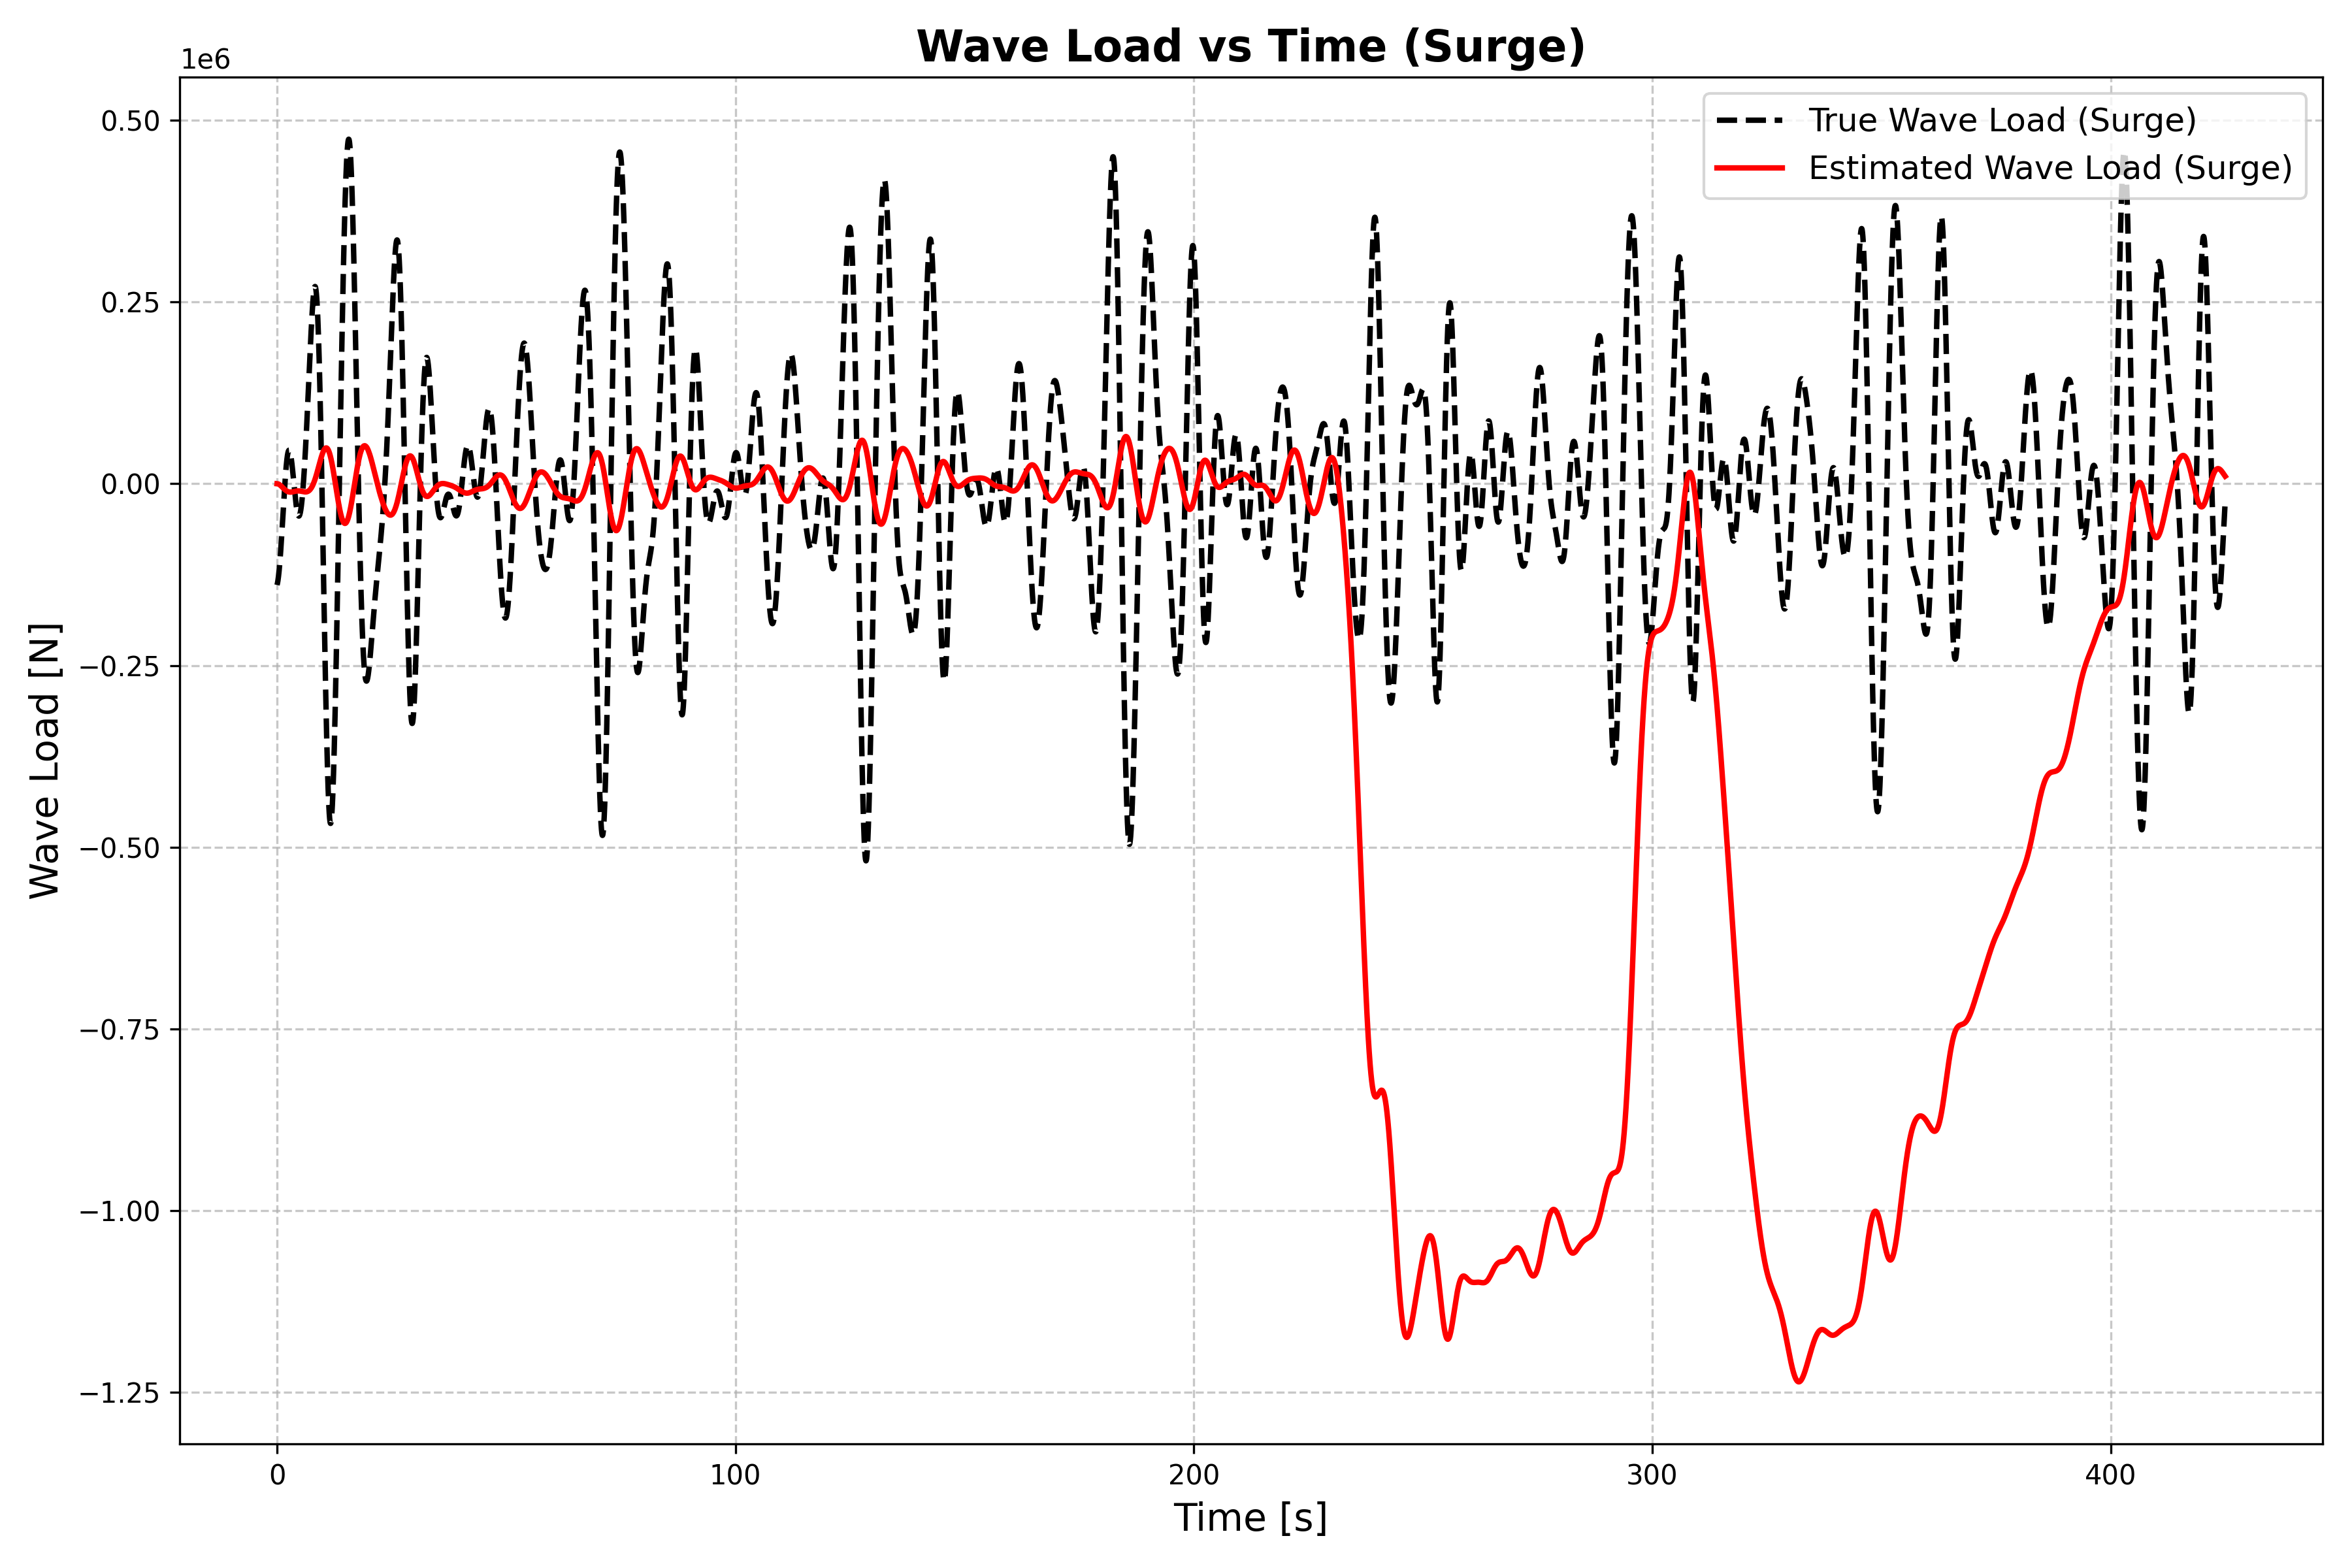 Wave Load vs Time (Surge)
1e6
True Wave Load (Surge)
Estimated Wave Load (Surge)
0.50
0.25
0.00
−0.25
−0.50
−0.75
−1.00
−1.25
Wave Load [N]
0 100 200 300 400
Time [s]